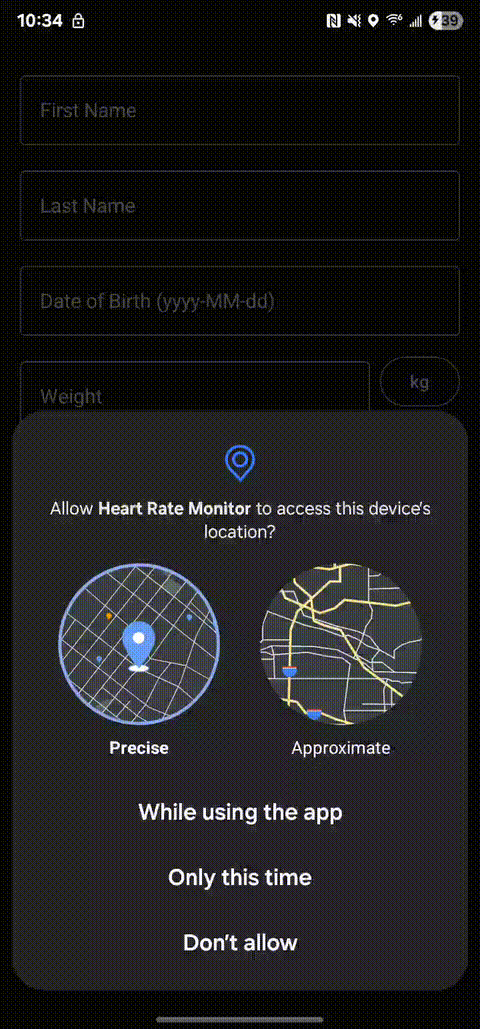 10:34
39
First Name
Last Name
Date of Birth (yyyy-MM-dd)
Weight
kg
Allow Heart Rate Monitor to access this device's
location?
Precise
Approximate
While using the app
Only this time
Don't allow